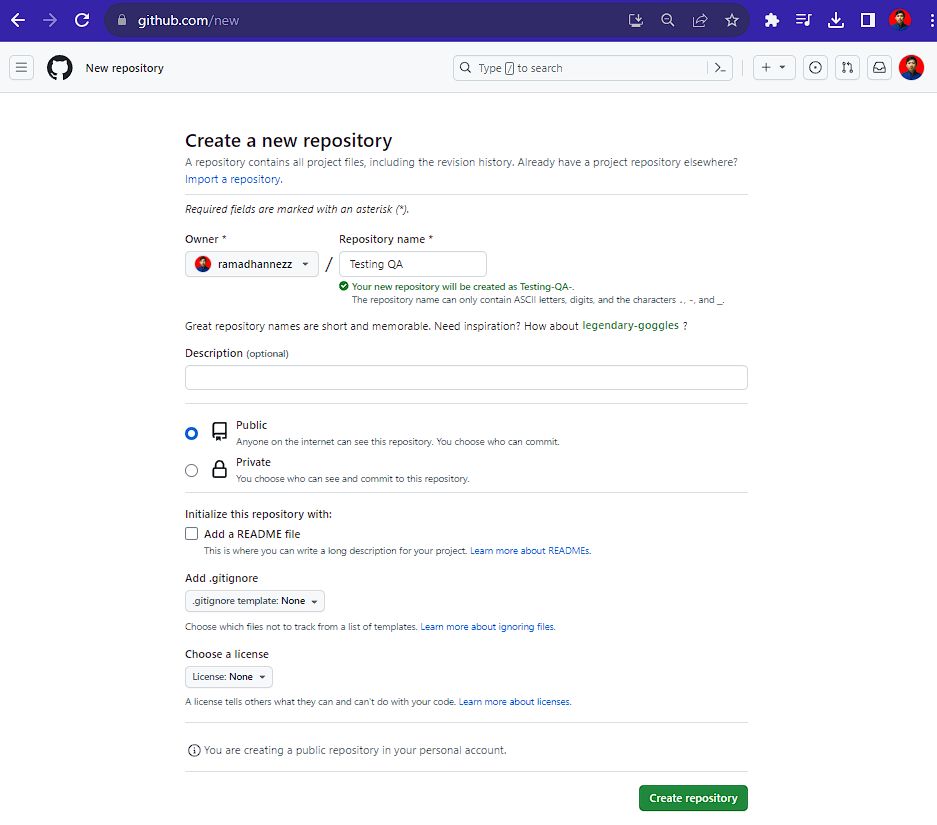 github.com/new
New repository
Type / to search
Create a new repository
A repository contains all project files, including the revision history. Already have a project repository elsewhere?
Import a repository.
Required fields are marked with an asterisk (*).
Owner * Repository name *
ramadhannezz / Testing QA
Your new repository will be created as Testing-QA-.
The repository name can only contain ASCII letters, digits, and the characters ., -, and _.
Great repository names are short and memorable. Need inspiration? How about legendary-goggles ?
Description (optional)
Public
Anyone on the internet can see this repository. You choose who can commit.
Private
You choose who can see and commit to this repository.
Initialize this repository with:
Add a README file
This is where you can write a long description for your project. Learn more about READMEs.
Add .gitignore
.gitignore template: None
Choose which files not to track from a list of templates. Learn more about ignoring files.
Choose a license
License: None
A license tells others what they can and can't do with your code. Learn more about licenses.
You are creating a public repository in your personal account.
Create repository